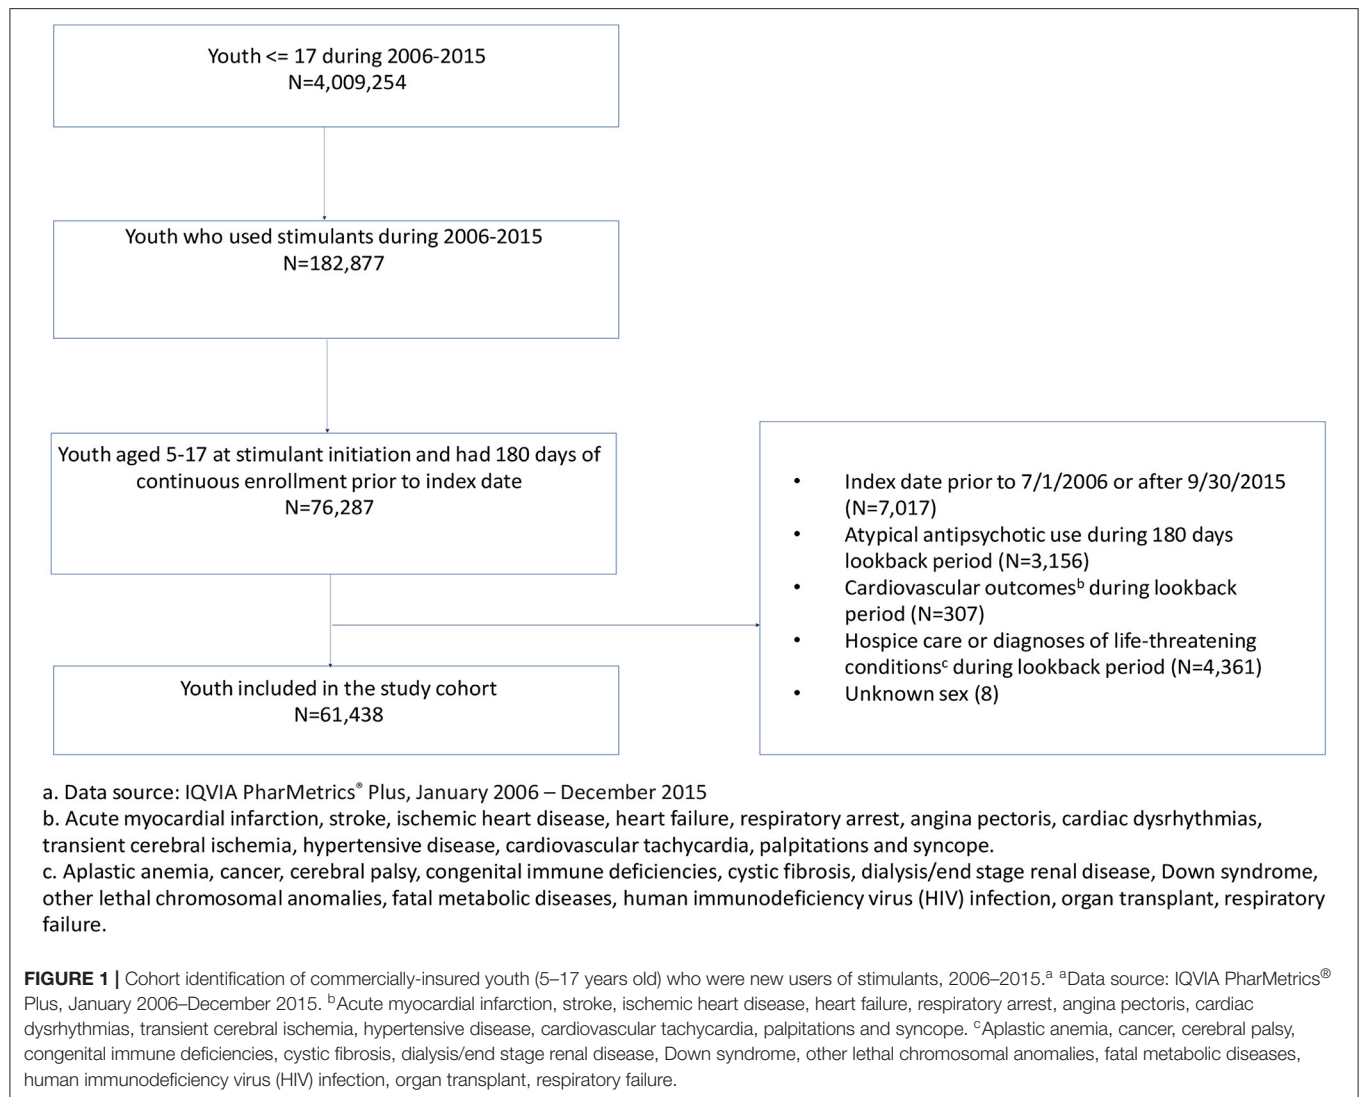 Youth <= 17 during 2006-2015
N=4,009,254
Youth who used stimulants during 2006-2015
N=182,877
Youth aged 5-17 at stimulant initiation and had 180 days of
continuous enrollment prior to index date
N=76,287
• Index date prior to 7/1/2006 or after 9/30/2015
(N=7,017)
• Atypical antipsychotic use during 180 days
lookback period (N=3,156)
• Cardiovascular outcomesᵇ during lookback
period (N=307)
• Hospice care or diagnoses of life-threatening
conditionsᶜ during lookback period (N=4,361)
• Unknown sex (8)
Youth included in the study cohort
N=61,438
a. Data source: IQVIA PharMetrics® Plus, January 2006 – December 2015
b. Acute myocardial infarction, stroke, ischemic heart disease, heart failure, respiratory arrest, angina pectoris, cardiac dysrhythmias,
transient cerebral ischemia, hypertensive disease, cardiovascular tachycardia, palpitations and syncope.
c. Aplastic anemia, cancer, cerebral palsy, congenital immune deficiencies, cystic fibrosis, dialysis/end stage renal disease, Down syndrome,
other lethal chromosomal anomalies, fatal metabolic diseases, human immunodeficiency virus (HIV) infection, organ transplant, respiratory
failure.
FIGURE 1 | Cohort identification of commercially-insured youth (5–17 years old) who were new users of stimulants, 2006–2015.ᵃ ᵃData source: IQVIA PharMetrics®
Plus, January 2006–December 2015. ᵇAcute myocardial infarction, stroke, ischemic heart disease, heart failure, respiratory arrest, angina pectoris, cardiac
dysrhythmias, transient cerebral ischemia, hypertensive disease, cardiovascular tachycardia, palpitations and syncope. ᶜAplastic anemia, cancer, cerebral palsy,
congenital immune deficiencies, cystic fibrosis, dialysis/end stage renal disease, Down syndrome, other lethal chromosomal anomalies, fatal metabolic diseases,
human immunodeficiency virus (HIV) infection, organ transplant, respiratory failure.